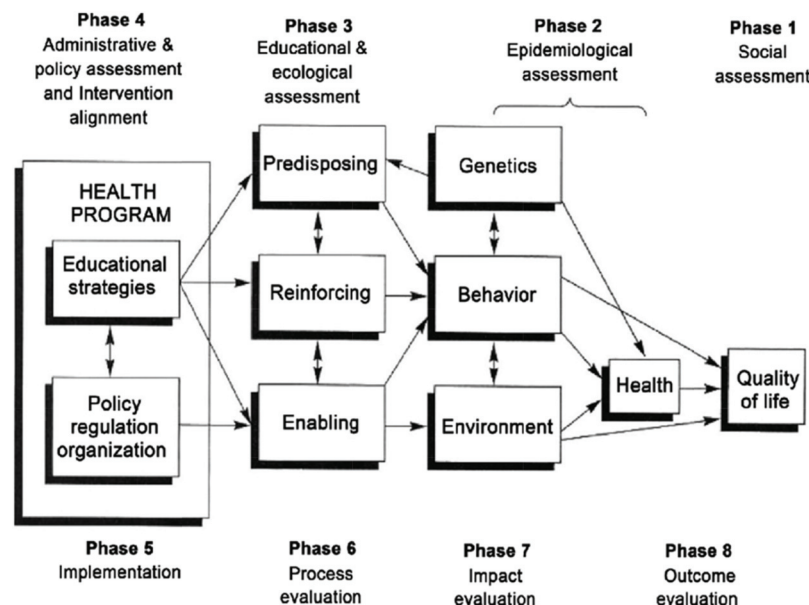 Phase 4
Administrative &
policy assessment
and Intervention
alignment
Phase 3
Educational &
ecological
assessment
Phase 2
Epidemiological
assessment
Phase 1
Social
assessment
HEALTH
PROGRAM
Educational
strategies
Policy
regulation
organization
Predisposing
Reinforcing
Enabling
Genetics
Behavior
Environment
Health
Quality
of life
Phase 5
Implementation
Phase 6
Process
evaluation
Phase 7
Impact
evaluation
Phase 8
Outcome
evaluation